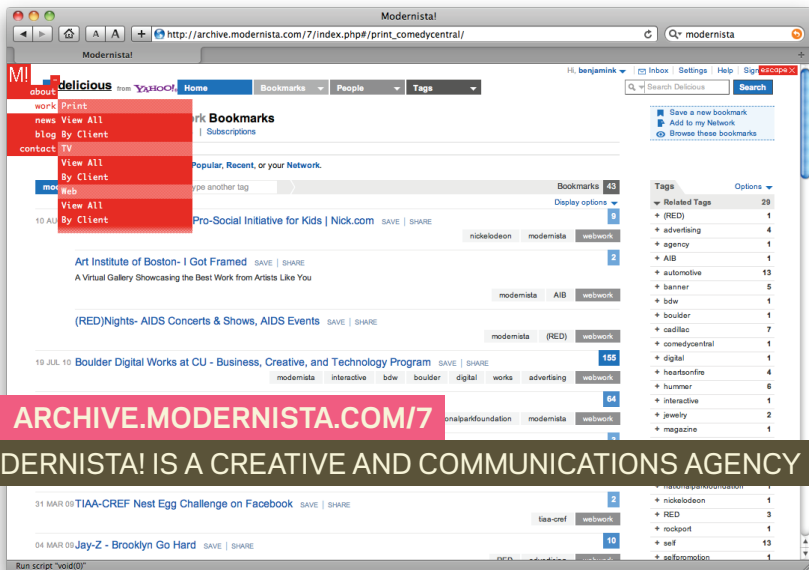 Modernista!
A A + http://archive.modernista.com/7/index.php#/print_comedycentral/ modernista
Modernista!
Hi, benjamink Inbox | Settings | Help | Sign escape X
M! delicious from YAHOO! Home Bookmarks People Tags Search Delicious Search
about
work Print
news View All
blog By Client
contact TV
View All
By Client
Web
View All
By Client
rk Bookmarks
| Subscriptions
Save a new bookmark
Add to my Network
Browse these bookmarks
Popular, Recent, or your Network.
mo ype another tag Bookmarks 43
Display options
10 AU Pro-Social Initiative for Kids | Nick.com SAVE | SHARE 9
nickelodeon modernista webwork
Art Institute of Boston- I Got Framed SAVE | SHARE 2
A Virtual Gallery Showcasing the Best Work from Artists Like You
modernista AIB webwork
(RED)Nights- AIDS Concerts & Shows, AIDS Events SAVE | SHARE
modernista (RED) webwork
19 JUL 10 Boulder Digital Works at CU - Business, Creative, and Technology Program SAVE | SHARE 155
modernista interactive bdw boulder digital works advertising webwork
64
onalparkfoundation modernista webwork
ARCHIVE.MODERNISTA.COM/7
DERNISTA! IS A CREATIVE AND COMMUNICATIONS AGENCY
31 MAR 09 TIAA-CREF Nest Egg Challenge on Facebook SAVE | SHARE 2
tiaa-cref webwork
04 MAR 09 Jay-Z - Brooklyn Go Hard SAVE | SHARE 10
RED advertising webwork
Tags Options
Related Tags 29
+ (RED) 1
+ advertising 4
+ agency 1
+ AIB 1
+ automotive 13
+ banner 5
+ bdw 1
+ boulder 1
+ cadillac 7
+ comedycentral 1
+ digital 1
+ heartsonfire 4
+ hummer 6
+ interactive 1
+ jewelry 2
+ magazine 1
+ nationalparkfoundation 1
+ nickelodeon 1
+ RED 3
+ rockport 1
+ self 13
+ selfpromotion 1
Run script "void(0)"